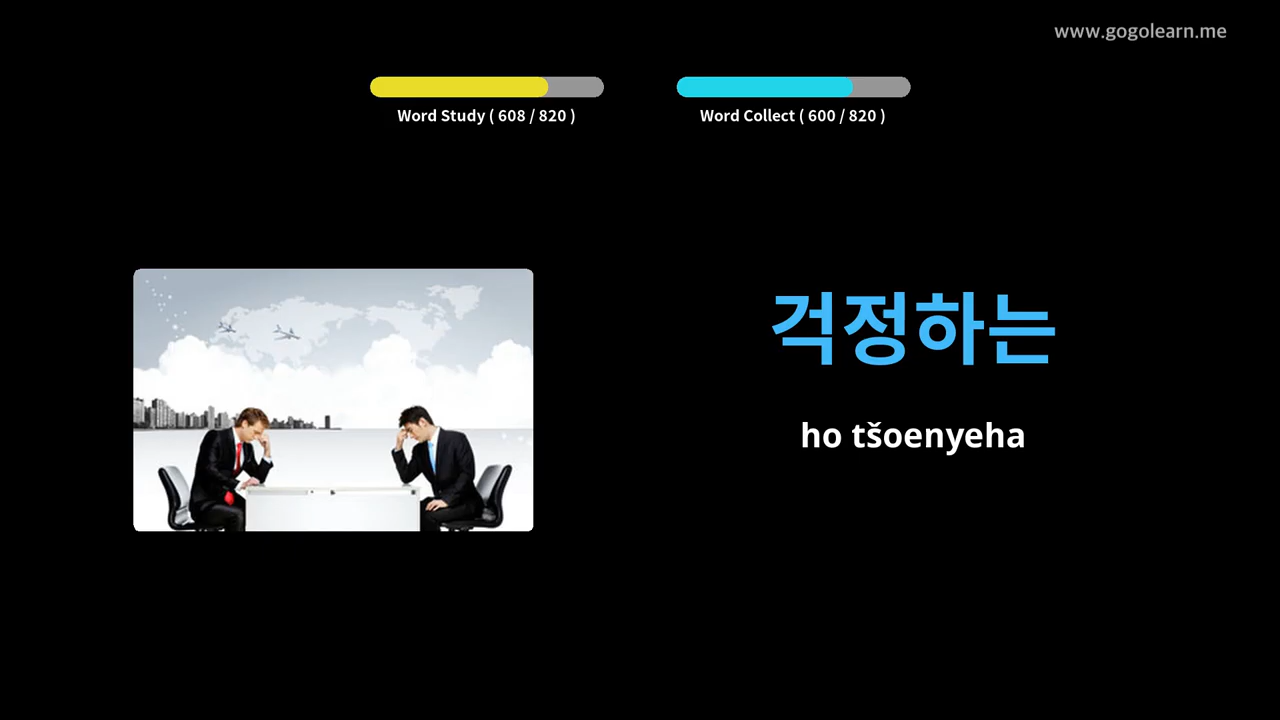 www.gogolearn.me
Word Study ( 608 / 820 )
Word Collect ( 600 / 820 )
걱정하는
ho tšoenyeha